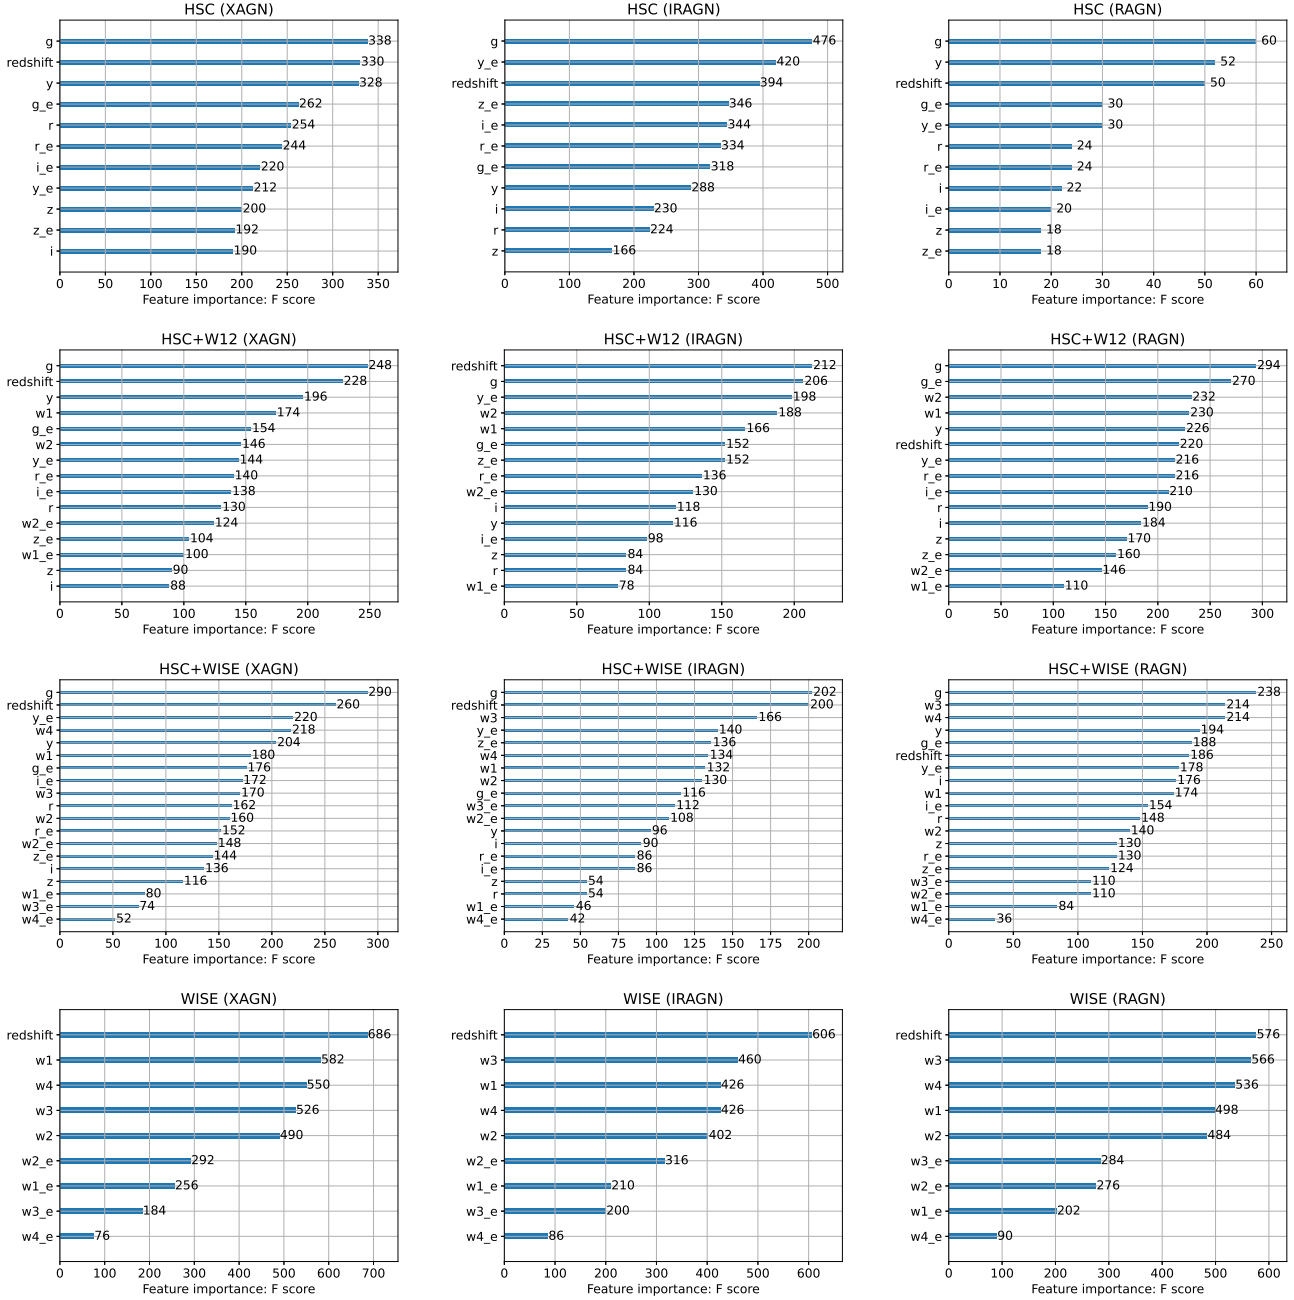 HSC (XAGN)
g 338
redshift 330
y 328
g_e 262
r 254
r_e 244
i_e 220
y_e 212
z 200
z_e 192
i 190
0 50 100 150 200 250 300 350
Feature importance: F score
HSC (IRAGN)
g 476
y_e 420
redshift 394
z_e 346
i_e 344
r_e 334
g_e 318
y 288
i 230
r 224
z 166
0 100 200 300 400 500
Feature importance: F score
HSC (RAGN)
g 60
y 52
redshift 50
g_e 30
y_e 30
r 24
r_e 24
i 22
i_e 20
z 18
z_e 18
0 10 20 30 40 50 60
Feature importance: F score
HSC+W12 (XAGN)
g 248
redshift 228
y 196
w1 174
g_e 154
w2 146
y_e 144
r_e 140
i_e 138
r 130
w2_e 124
z_e 104
w1_e 100
z 90
i 88
0 50 100 150 200 250
Feature importance: F score
HSC+W12 (IRAGN)
redshift 212
g 206
y_e 198
w2 188
w1 166
g_e 152
z_e 152
r_e 136
w2_e 130
i 118
y 116
i_e 98
z 84
r 84
w1_e 78
0 50 100 150 200
Feature importance: F score
HSC+W12 (RAGN)
g 294
g_e 270
w2 232
w1 230
y 226
redshift 220
y_e 216
r_e 216
i_e 210
r 190
i 184
z 170
z_e 160
w2_e 146
w1_e 110
0 50 100 150 200 250 300
Feature importance: F score
HSC+WISE (XAGN)
g 290
redshift 260
y_e 220
w4 218
y 204
w1 180
g_e 176
i_e 172
w3 170
r 162
w2 160
r_e 152
w2_e 148
z_e 144
i 136
z 116
w1_e 80
w3_e 74
w4_e 52
0 50 100 150 200 250 300
Feature importance: F score
HSC+WISE (IRAGN)
g 202
redshift 200
w3 166
y_e 140
z_e 136
w4 134
w1 132
w2 130
g_e 116
w3_e 112
w2_e 108
y 96
i 90
r_e 86
i_e 86
z 54
r 54
w1_e 46
w4_e 42
0 25 50 75 100 125 150 175 200
Feature importance: F score
HSC+WISE (RAGN)
g 238
w3 214
w4 214
y 194
g_e 188
redshift 186
y_e 178
i 176
w1 174
i_e 154
r 148
w2 140
z 130
r_e 130
z_e 124
w3_e 110
w2_e 110
w1_e 84
w4_e 36
0 50 100 150 200 250
Feature importance: F score
WISE (XAGN)
redshift 686
w1 582
w4 550
w3 526
w2 490
w2_e 292
w1_e 256
w3_e 184
w4_e 76
0 100 200 300 400 500 600 700
Feature importance: F score
WISE (IRAGN)
redshift 606
w3 460
w1 426
w4 426
w2 402
w2_e 316
w1_e 210
w3_e 200
w4_e 86
0 100 200 300 400 500 600
Feature importance: F score
WISE (RAGN)
redshift 576
w3 566
w4 536
w1 498
w2 484
w3_e 284
w2_e 276
w1_e 202
w4_e 90
0 100 200 300 400 500 600
Feature importance: F score